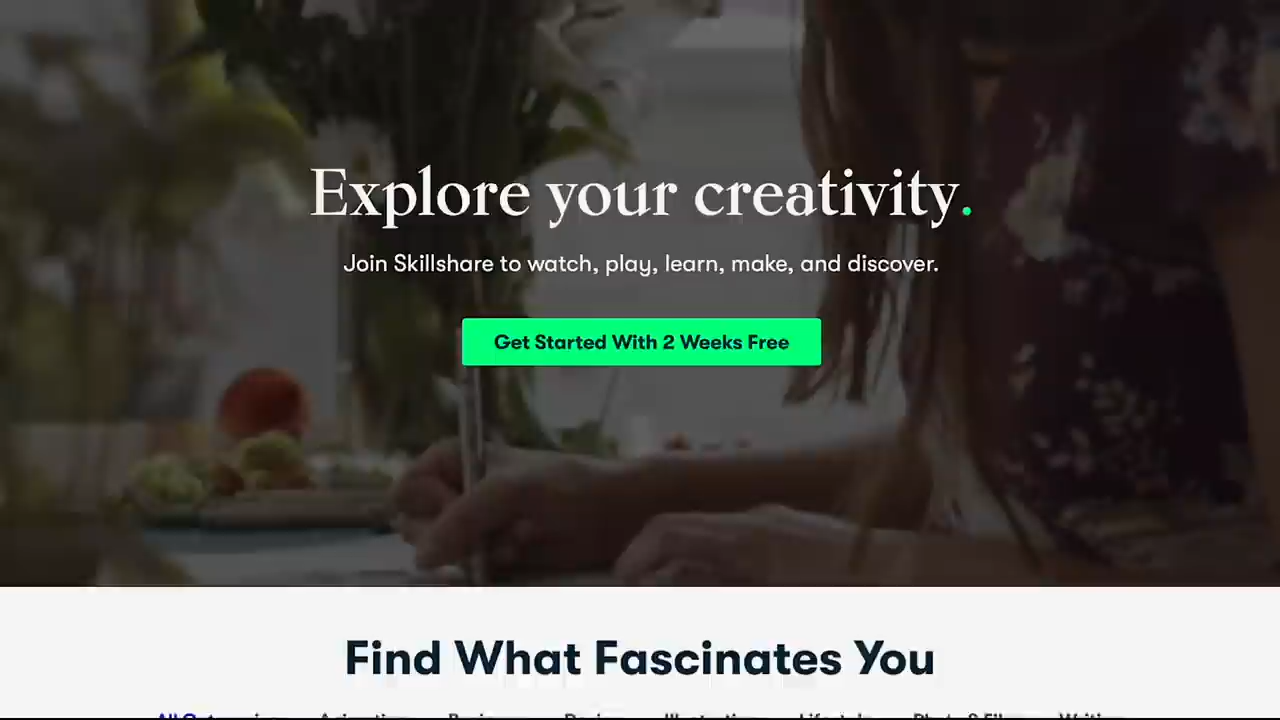 Explore your creativity.
Join Skillshare to watch, play, learn, make, and discover.
Get Started With 2 Weeks Free
Find What Fascinates You